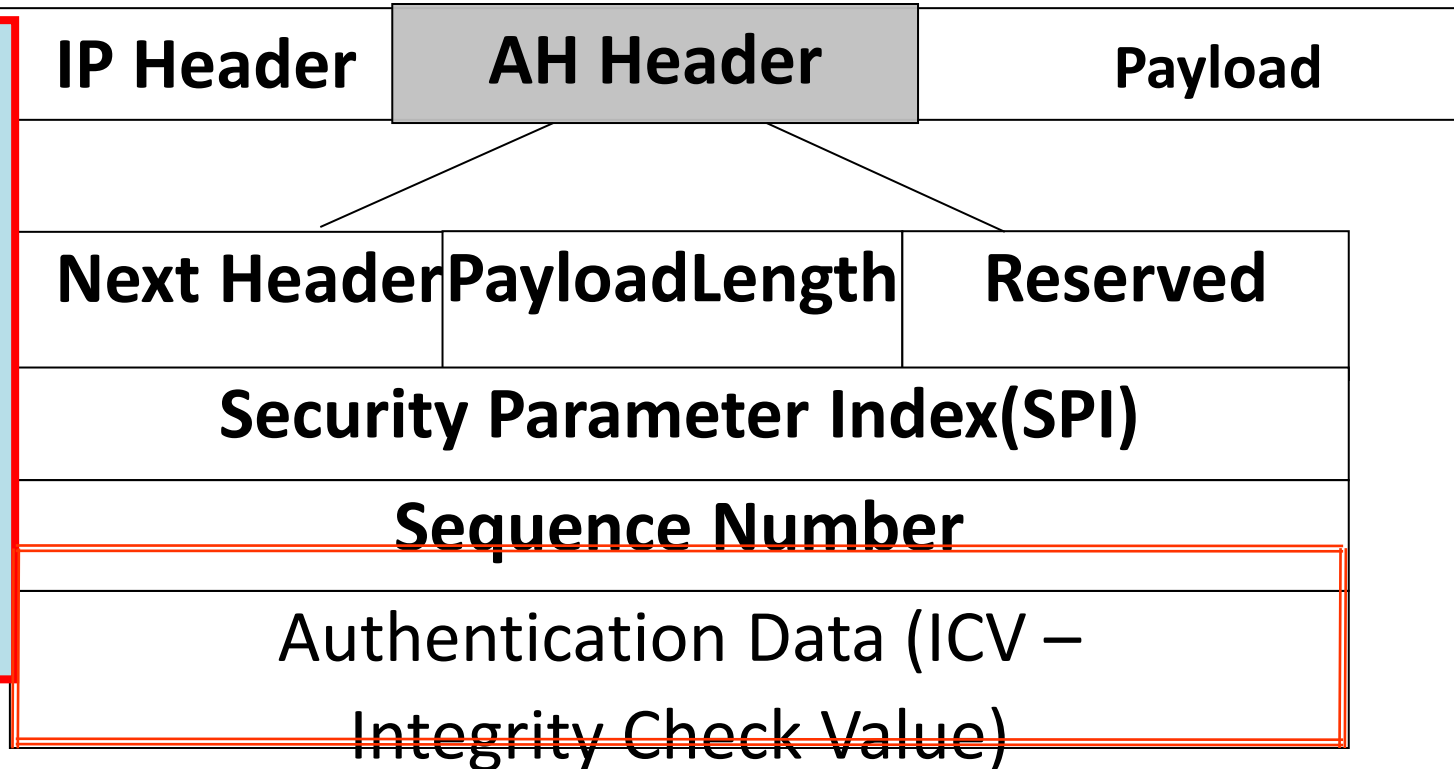 IP Header AH Header Payload
Next Header PayloadLength Reserved
Security Parameter Index(SPI)
Sequence Number
Authentication Data (ICV –
Integrity Check Value)